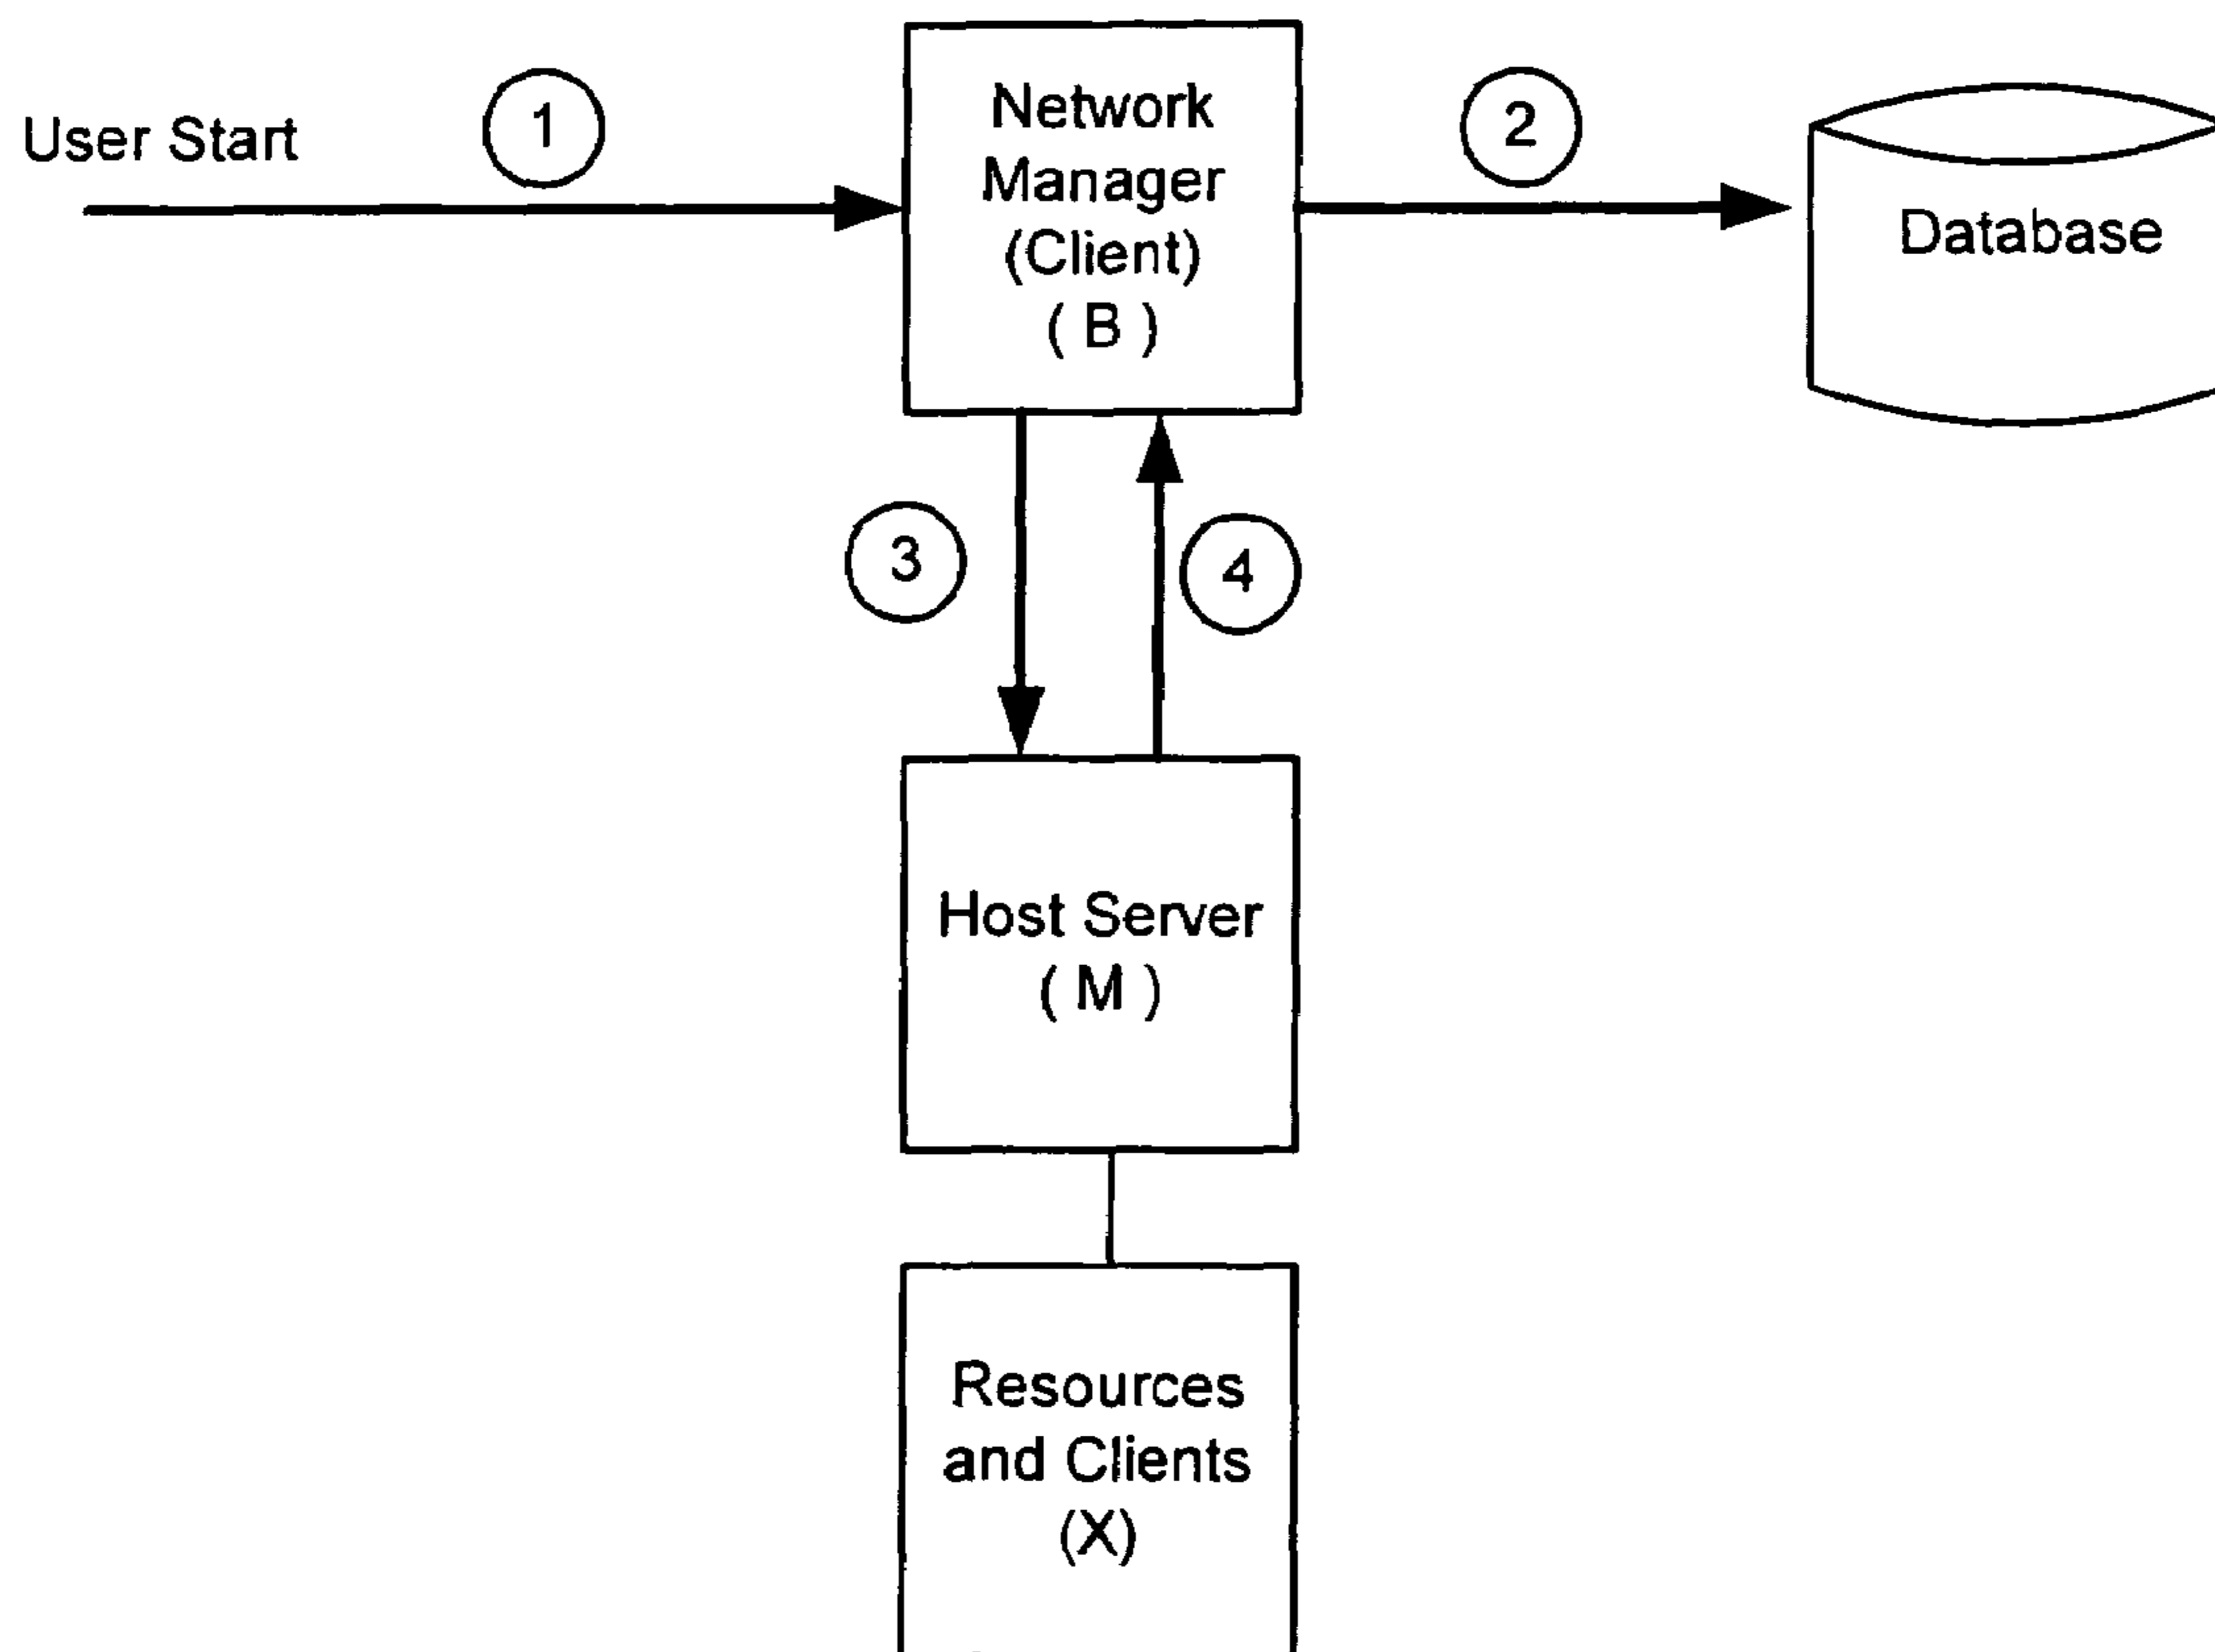 User Start
1
Network
Manager
(Client)
( B )
2
Database
3
4
Host Server
( M )
Resources
and Clients
(X)